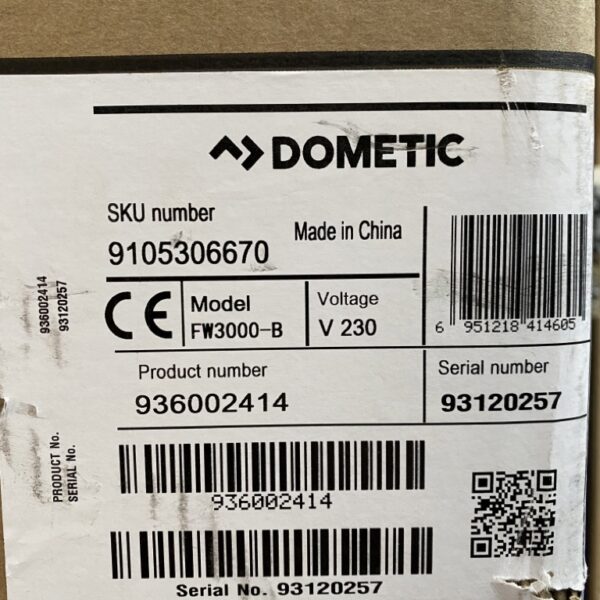 DOMETIC
SKU number
9105306670
Made in China
CE
Model
FW3000-B
Voltage
V 230
6 951218 414605
Product number
936002414
Serial number
93120257
936002414
93120257
PRODUCT No.
SERIAL No.
936002414
Serial No. 93120257